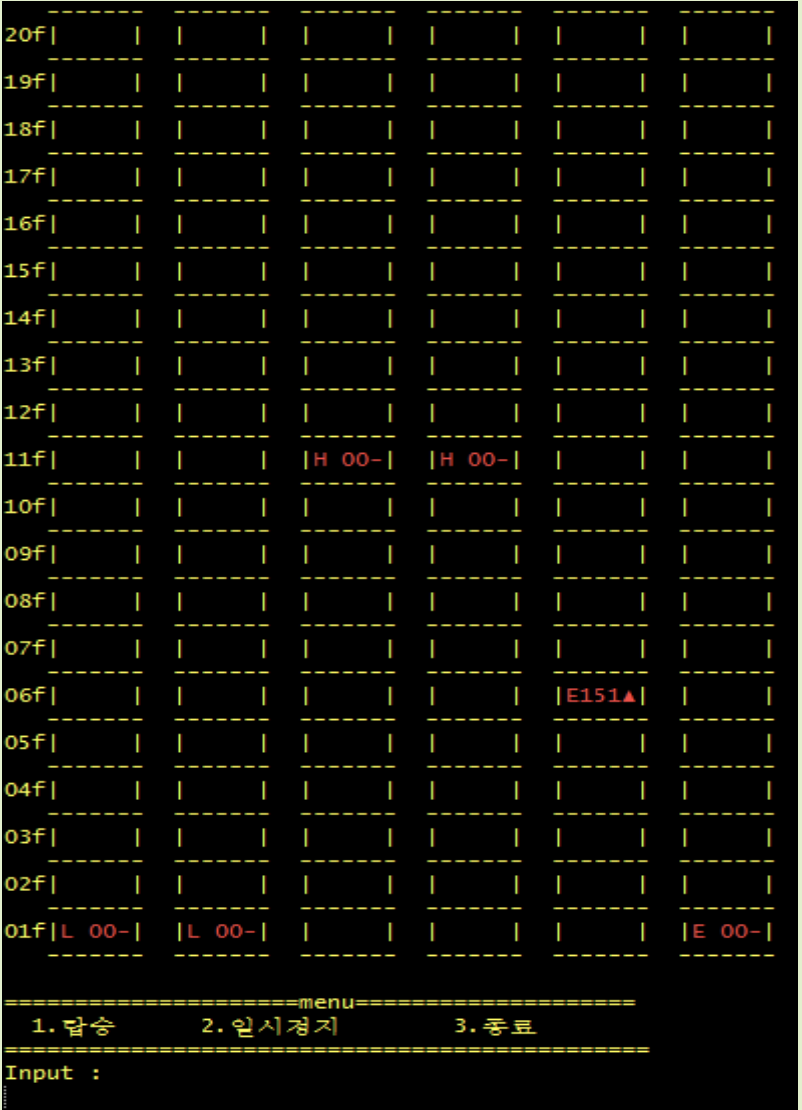 ------- ------- ------- ------- ------- -------
20f| | | | | | | | | | | |
------- ------- ------- ------- ------- -------
19f| | | | | | | | | | | |
------- ------- ------- ------- ------- -------
18f| | | | | | | | | | | |
------- ------- ------- ------- ------- -------
17f| | | | | | | | | | | |
------- ------- ------- ------- ------- -------
16f| | | | | | | | | | | |
------- ------- ------- ------- ------- -------
15f| | | | | | | | | | | |
------- ------- ------- ------- ------- -------
14f| | | | | | | | | | | |
------- ------- ------- ------- ------- -------
13f| | | | | | | | | | | |
------- ------- ------- ------- ------- -------
12f| | | | | | | | | | | |
------- ------- ------- ------- ------- -------
11f| | | | |H 00-| |H 00-| | | | |
------- ------- ------- ------- ------- -------
10f| | | | | | | | | | | |
------- ------- ------- ------- ------- -------
09f| | | | | | | | | | | |
------- ------- ------- ------- ------- -------
08f| | | | | | | | | | | |
------- ------- ------- ------- ------- -------
07f| | | | | | | | | | | |
------- ------- ------- ------- ------- -------
06f| | | | | | | | |E151▲| | |
------- ------- ------- ------- ------- -------
05f| | | | | | | | | | | |
------- ------- ------- ------- ------- -------
04f| | | | | | | | | | | |
------- ------- ------- ------- ------- -------
03f| | | | | | | | | | | |
------- ------- ------- ------- ------- -------
02f| | | | | | | | | | | |
------- ------- ------- ------- ------- -------
01f|L 00-| |L 00-| | | | | | | |E 00-|
------- ------- ------- ------- ------- -------
=====================menu====================
1.탑승 2.일시정지 3.종료
==============================================
Input :